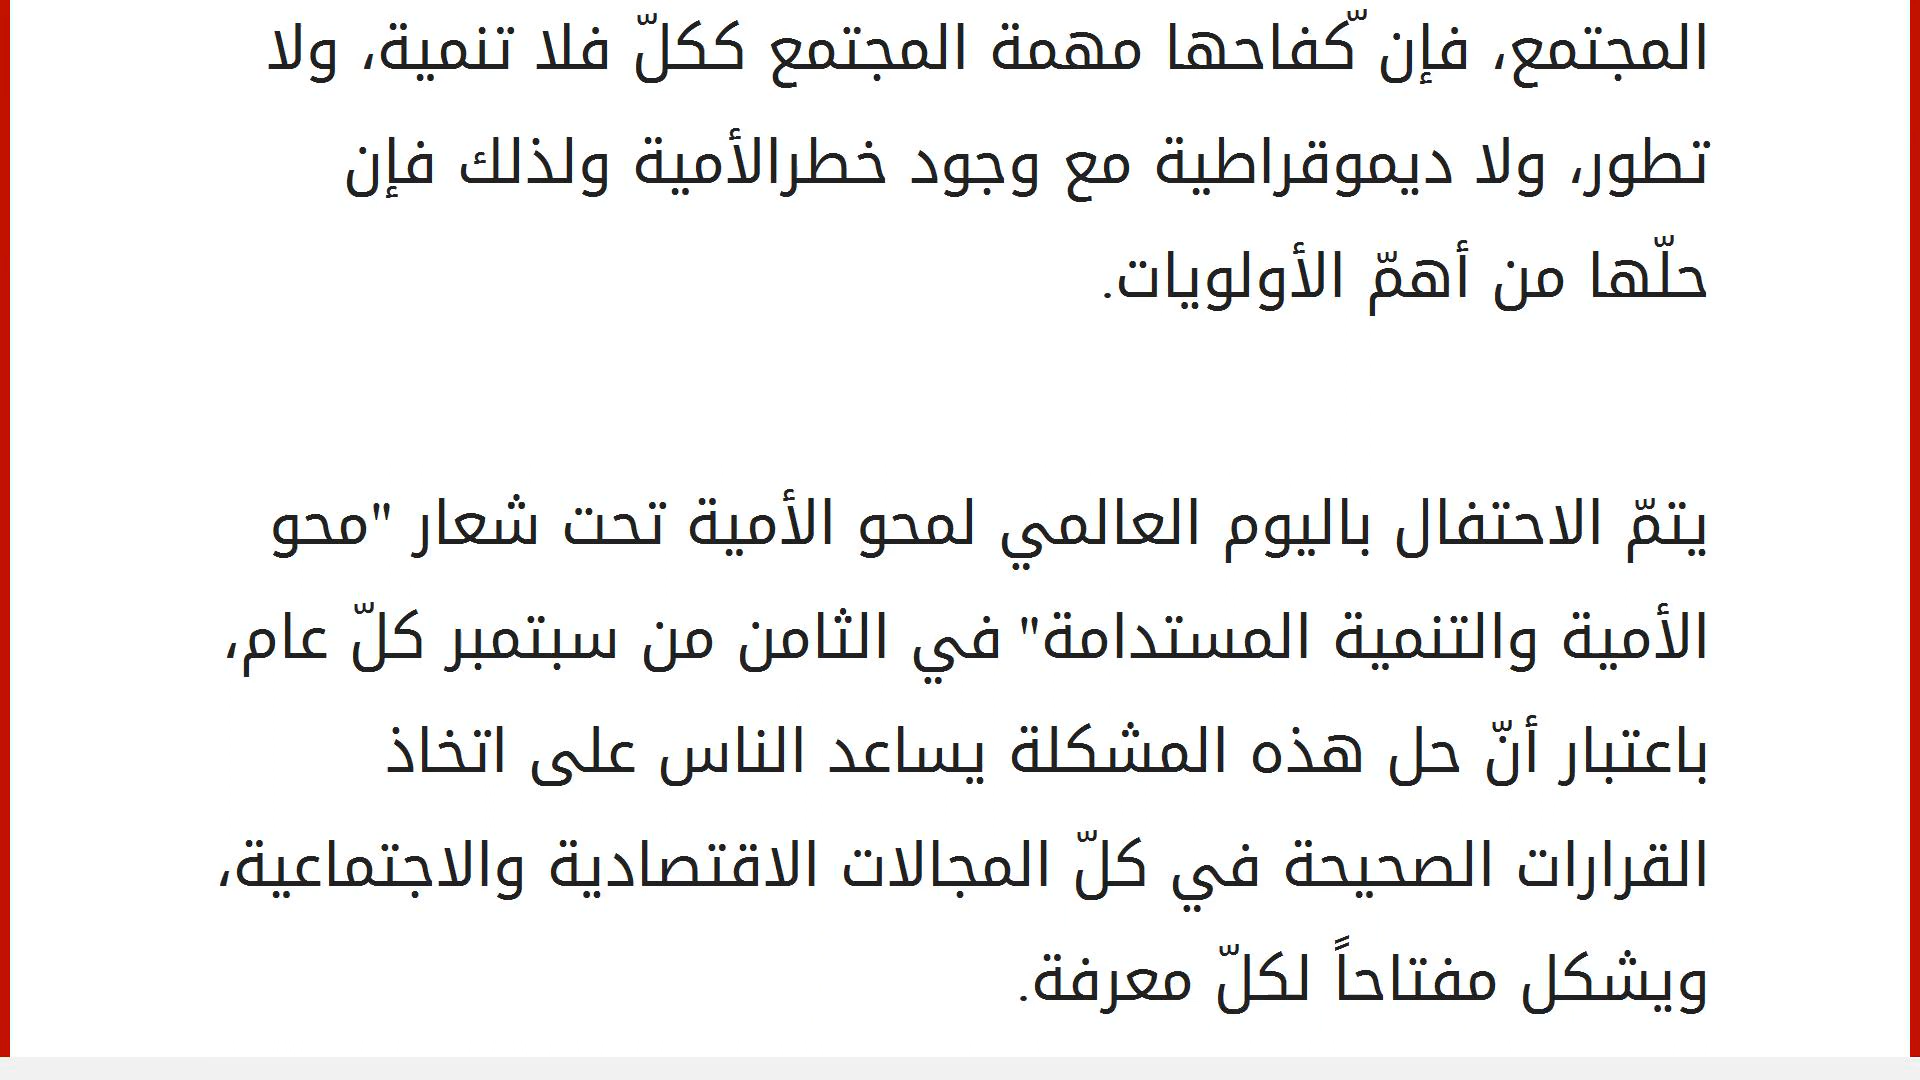 المجتمع، فإن ّكفاحها مهمة المجتمع ككلّ فلا تنمية، ولا
تطور، ولا ديموقراطية مع وجود خطرالأمية ولذلك فإن
حلّها من أهمّ الأولويات.
يتمّ الاحتفال باليوم العالمي لمحو الأمية تحت شعار "محو
الأمية والتنمية المستدامة" في الثامن من سبتمبر كلّ عام،
باعتبار أنّ حل هذه المشكلة يساعد الناس على اتخاذ
القرارات الصحيحة في كلّ المجالات الاقتصادية والاجتماعية،
ويشكل مفتاحاً لكلّ معرفة.